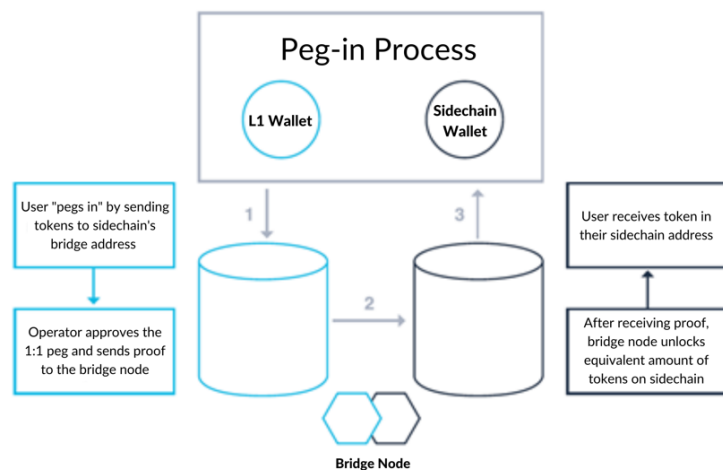 Peg-in Process
L1 Wallet
Sidechain
Wallet
User "pegs in" by sending
tokens to sidechain's
bridge address
Operator approves the
1:1 peg and sends proof
to the bridge node
1
2
3
User receives token in
their sidechain address
After receiving proof,
bridge node unlocks
equivalent amount of
tokens on sidechain
Bridge Node